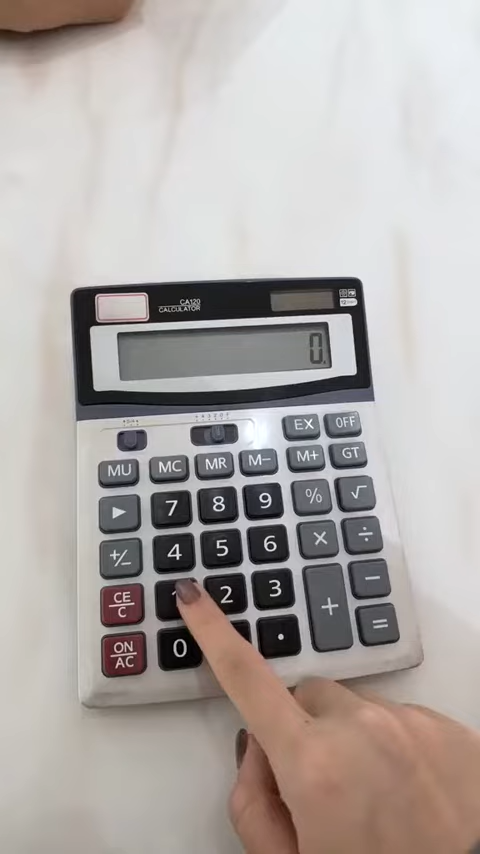 CA120
CALCULATOR
0.
EX OFF
MU MC MR M− M+ GT
▶ 7 8 9 % √
+/− 4 5 6 × ÷
CE/C 1 2 3 + −
ON/AC 0 · =